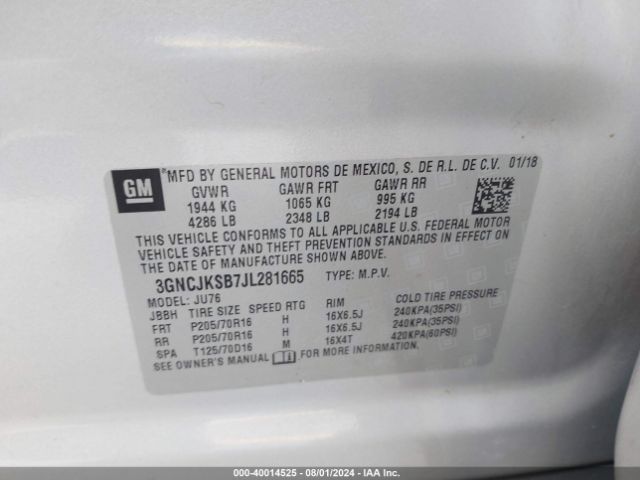 GM
MFD BY GENERAL MOTORS DE MEXICO, S. DE R.L. DE C.V. 01/18
GVWR GAWR FRT GAWR RR
1944 KG 1065 KG 995 KG
4286 LB 2348 LB 2194 LB
THIS VEHICLE CONFORMS TO ALL APPLICABLE U.S. FEDERAL MOTOR
VEHICLE SAFETY AND THEFT PREVENTION STANDARDS IN EFFECT ON
THE DATE OF MANUFACTURE SHOWN ABOVE.
3GNCJKSB7JL281665 TYPE: M.P.V.
MODEL: JU76
JBBH TIRE SIZE SPEED RTG RIM COLD TIRE PRESSURE
FRT P205/70R16 H 16X6.5J 240KPA(35PSI)
RR P205/70R16 H 16X6.5J 240KPA(35PSI)
SPA T125/70D16 M 16X4T 420KPA(60PSI)
SEE OWNER'S MANUAL FOR MORE INFORMATION.
000-40014525 - 08/01/2024 - IAAI.COM